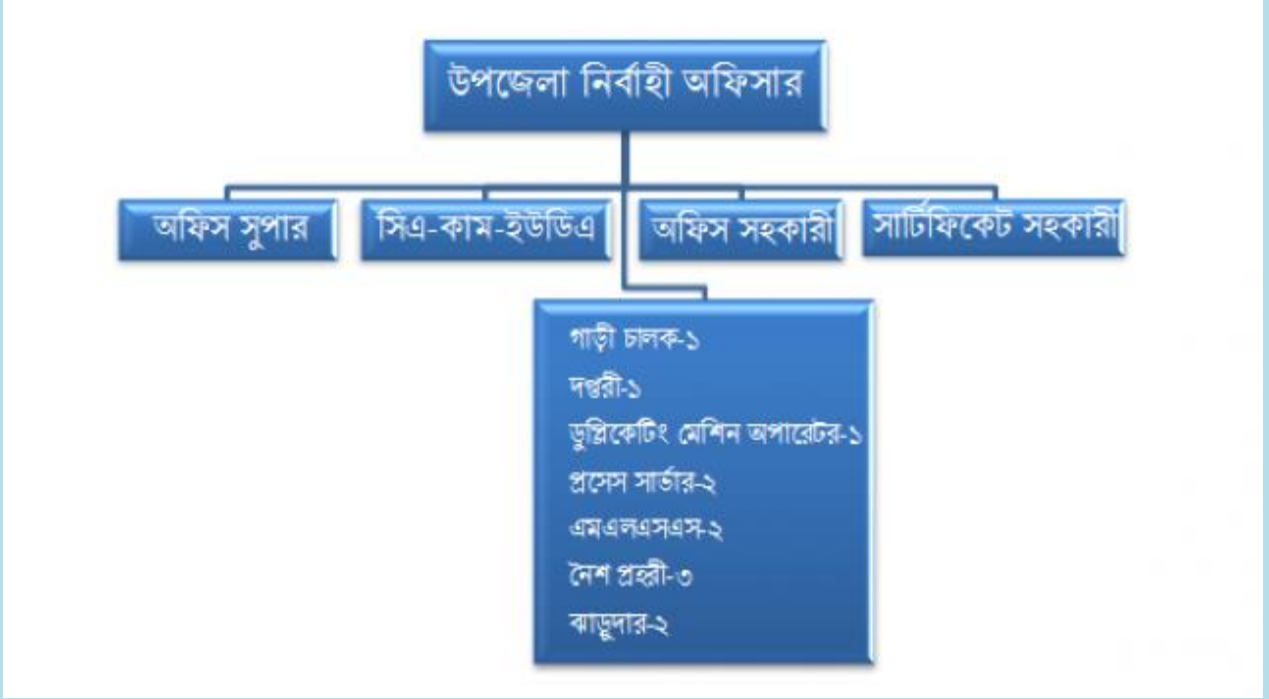 উপজেলা নির্বাহী অফিসার
অফিস সুপার
সিএ-কাম-ইউডিএ
অফিস সহকারী
সার্টিফিকেট সহকারী
গাড়ী চালক-১
দপ্তরী-১
ডুপ্লিকেটিং মেশিন অপারেটর-১
প্রসেস সার্ভার-২
এমএলএসএস-২
নৈশ প্রহরী-৩
ঝাড়ুদার-২